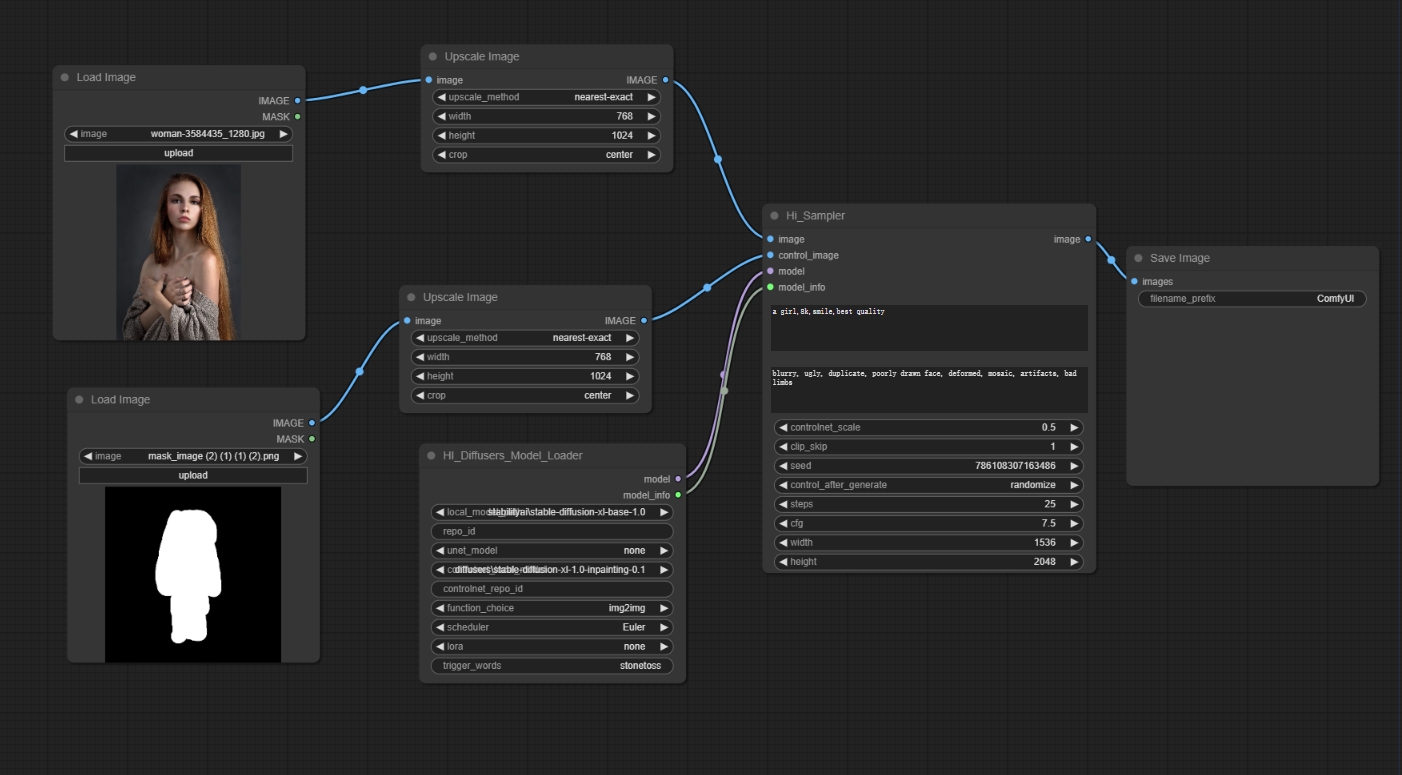 Load Image
IMAGE
MASK
image woman-3584435_1280.jpg
upload
Upscale Image
image IMAGE
upscale_method nearest-exact
width 768
height 1024
crop center
Load Image
IMAGE
MASK
image mask_image (2) (1) (1) (2).png
upload
Upscale Image
image IMAGE
upscale_method nearest-exact
width 768
height 1024
crop center
HI_Diffusers_Model_Loader
model
model_info
stabilityai\stable-diffusion-xl-base-1.0
repo_id
unet_model none
diffusers\stable-diffusion-xl-1.0-inpainting-0.1
controlnet_repo_id
function_choice img2img
scheduler Euler
lora none
trigger_words stonetoss
Hi_Sampler
image image
control_image
model
model_info
a girl,8k,smile,best quality
blurry, ugly, duplicate, poorly drawn face, deformed, mosaic, artifacts, bad
limbs
controlnet_scale 0.5
clip_skip 1
seed 786108307163486
control_after_generate randomize
steps 25
cfg 7.5
width 1536
height 2048
Save Image
images
filename_prefix ComfyUI